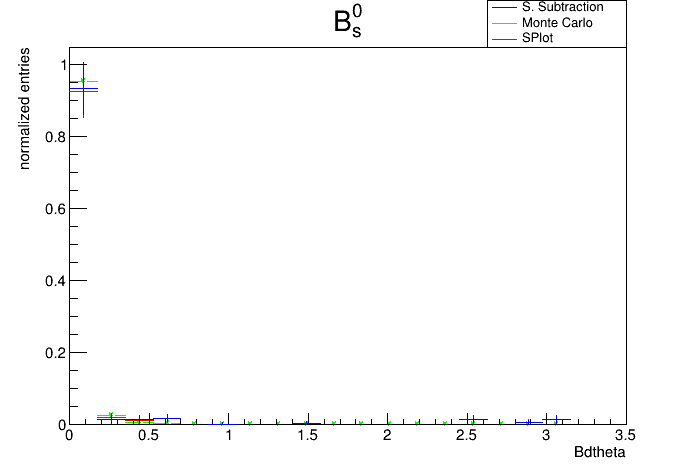 B_s^0
S. Subtraction
Monte Carlo
SPlot
normalized entries
1
0.8
0.6
0.4
0.2
0
0 0.5 1 1.5 2 2.5 3 3.5
Bdtheta